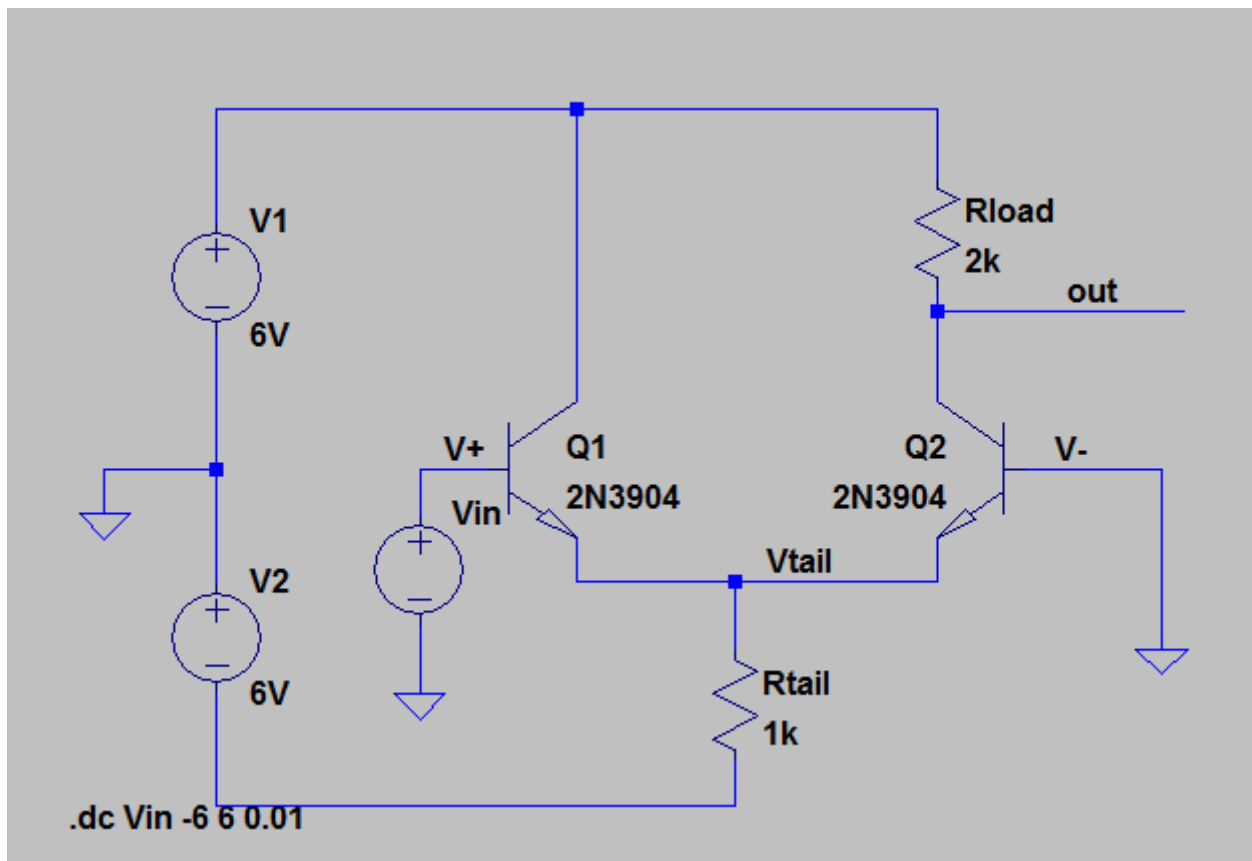 V1
6V
Rload
2k
out
V+
Q1
2N3904
Q2
2N3904
V-
Vin
Vtail
V2
6V
Rtail
1k
.dc Vin -6 6 0.01